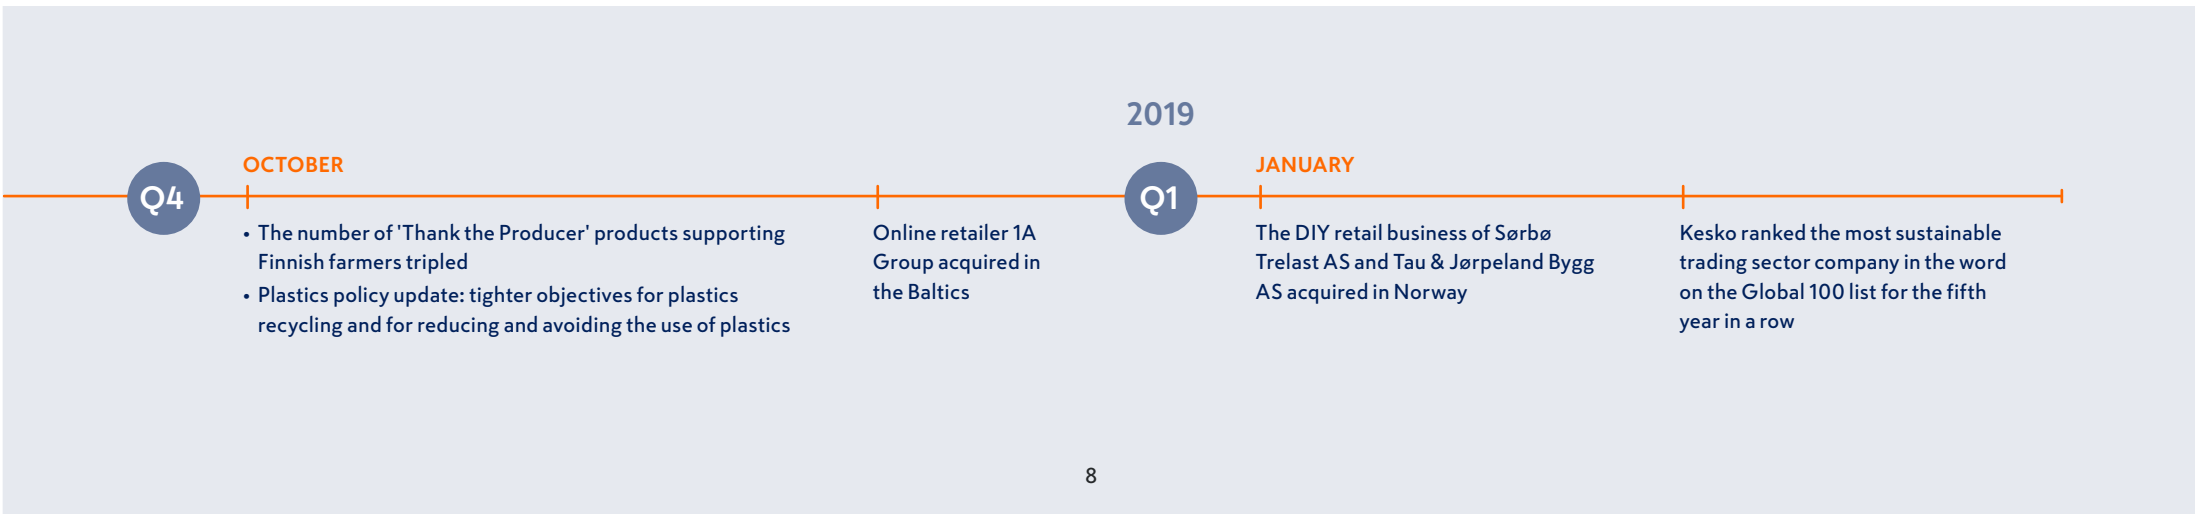 2019
Q4
OCTOBER
• The number of 'Thank the Producer' products supporting
Finnish farmers tripled
• Plastics policy update: tighter objectives for plastics
recycling and for reducing and avoiding the use of plastics
Online retailer 1A
Group acquired in
the Baltics
Q1
JANUARY
The DIY retail business of Sørbø
Trelast AS and Tau & Jørpeland Bygg
AS acquired in Norway
Kesko ranked the most sustainable
trading sector company in the word
on the Global 100 list for the fifth
year in a row
8